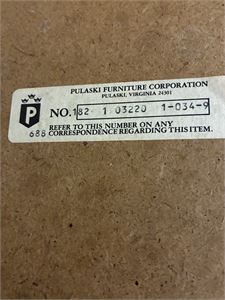 PULASKI FURNITURE CORPORATION
PULASKI, VIRGINIA 24301
P
NO. 182 1 03220 1-034-9
REFER TO THIS NUMBER ON ANY
688 CORRESPONDENCE REGARDING THIS ITEM.